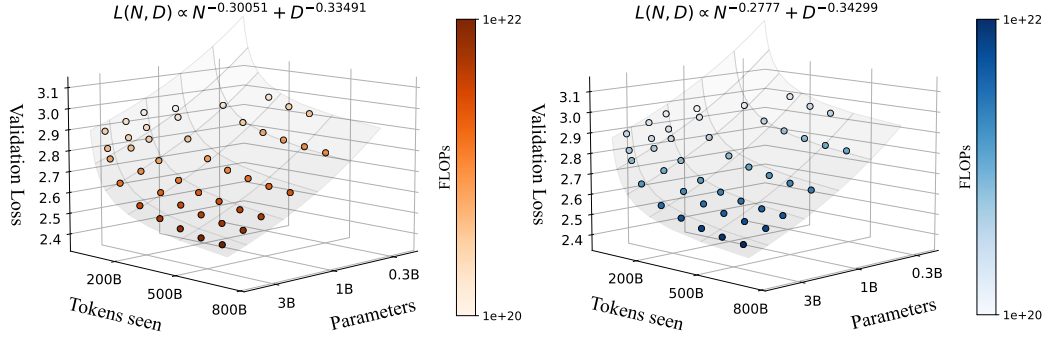 L(N, D) ∝ N^−0.30051 + D^−0.33491
Validation Loss
3.1
3.0
2.9
2.8
2.7
2.6
2.5
2.4
200B
500B
800B
Tokens seen
3B
1B
0.3B
Parameters
1e+22
FLOPs
1e+20
L(N, D) ∝ N^−0.2777 + D^−0.34299
Validation Loss
3.1
3.0
2.9
2.8
2.7
2.6
2.5
2.4
200B
500B
800B
Tokens seen
3B
1B
0.3B
Parameters
1e+22
FLOPs
1e+20